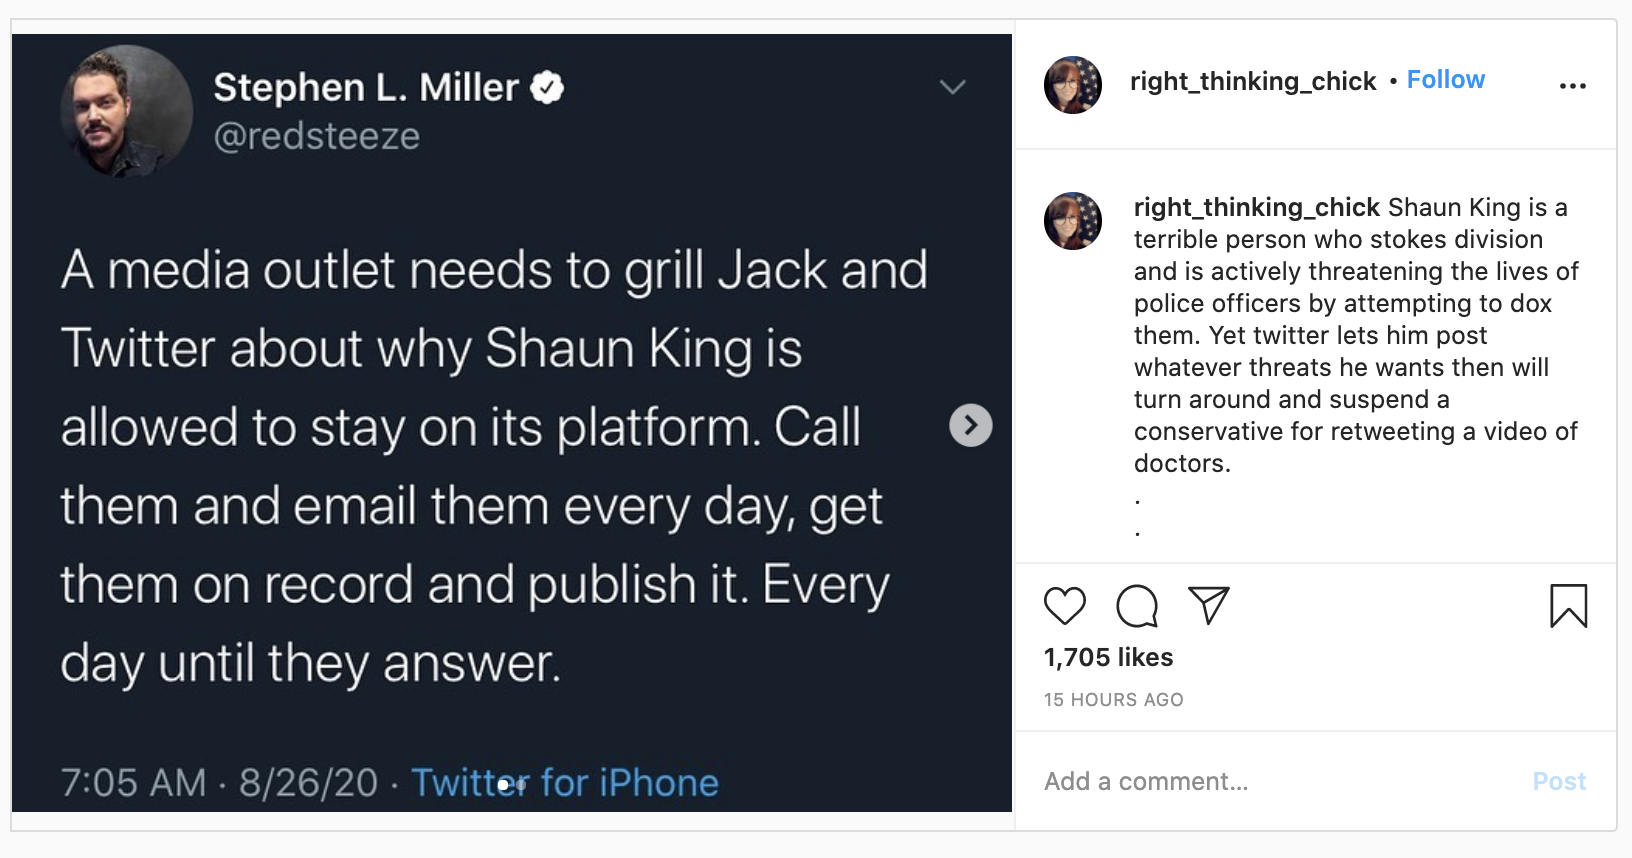 Stephen L. Miller
@redsteeze
A media outlet needs to grill Jack and
Twitter about why Shaun King is
allowed to stay on its platform. Call
them and email them every day, get
them on record and publish it. Every
day until they answer.
7:05 AM · 8/26/20 · Twitter for iPhone
right_thinking_chick • Follow
right_thinking_chick Shaun King is a
terrible person who stokes division
and is actively threatening the lives of
police officers by attempting to dox
them. Yet twitter lets him post
whatever threats he wants then will
turn around and suspend a
conservative for retweeting a video of
doctors.
.
.
1,705 likes
15 HOURS AGO
Add a comment...
Post